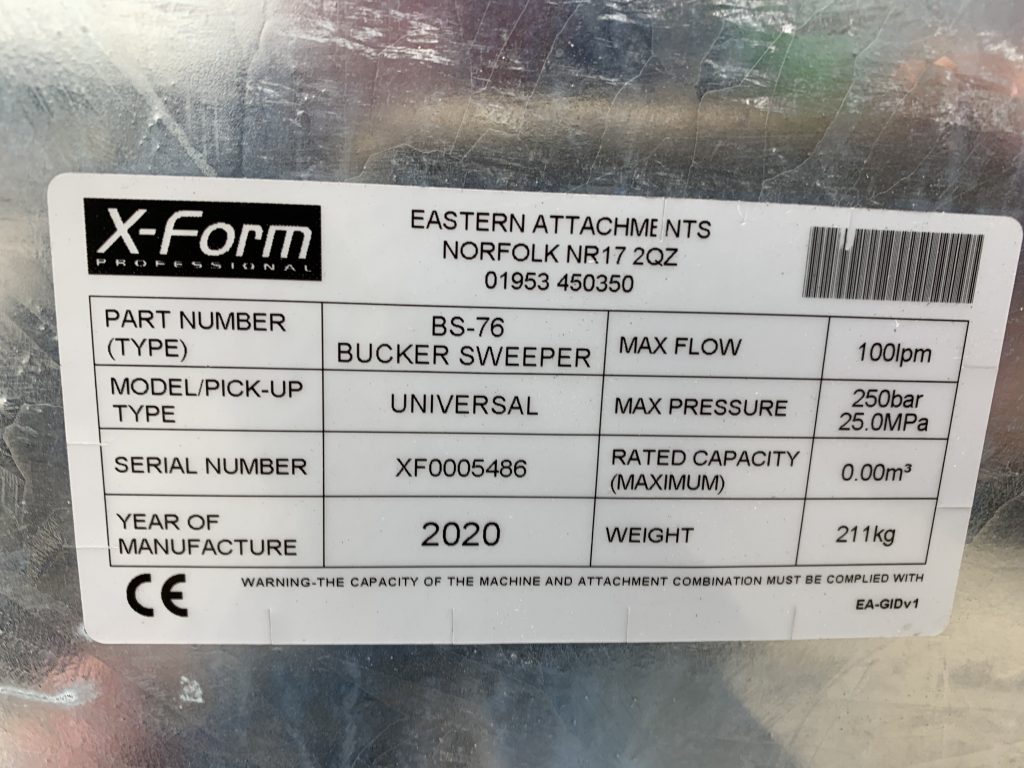 X-Form
PROFESSIONAL
EASTERN ATTACHMENTS
NORFOLK NR17 2QZ
01953 450350
PART NUMBER
(TYPE)
BS-76
BUCKER SWEEPER
MAX FLOW
100lpm
MODEL/PICK-UP
TYPE
UNIVERSAL
MAX PRESSURE
250bar
25.0MPa
SERIAL NUMBER
XF0005486
RATED CAPACITY
(MAXIMUM)
0.00m³
YEAR OF
MANUFACTURE
2020
WEIGHT
211kg
CE
WARNING-THE CAPACITY OF THE MACHINE AND ATTACHMENT COMBINATION MUST BE COMPLIED WITH
EA-GIDv1